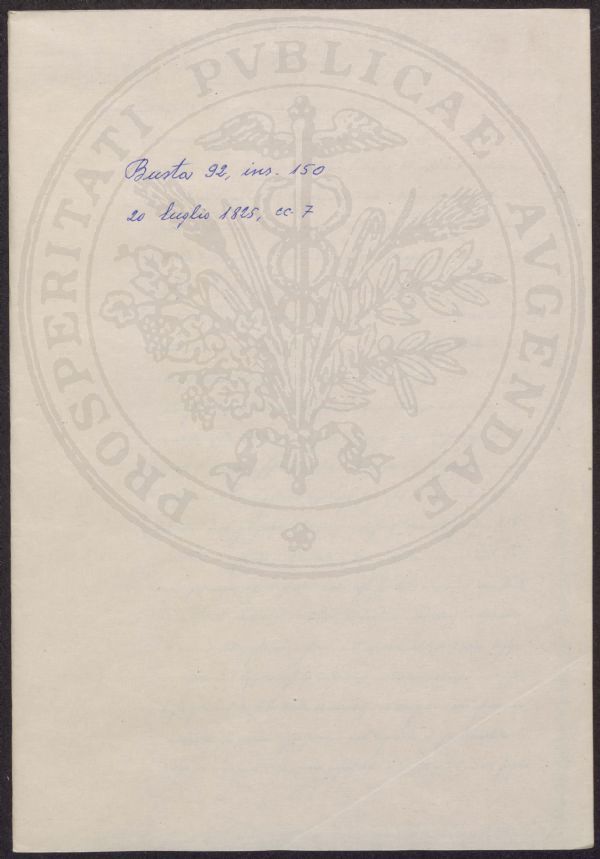 PROSPERITATI PVBLICAE AVGENDAE
Busta 92, ins. 150
20 luglio 1825, cc. 7